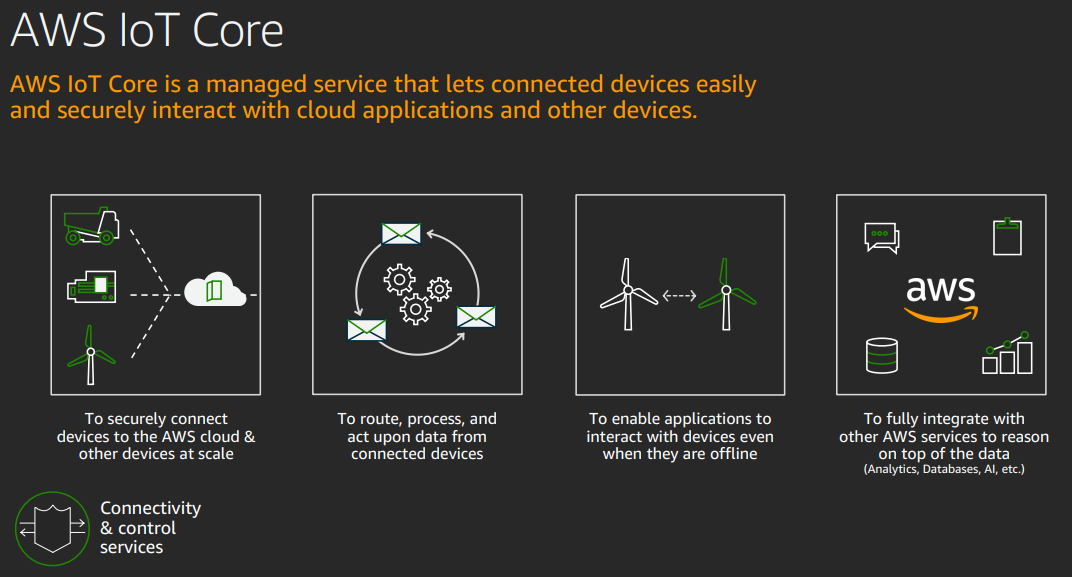 AWS IoT Core
AWS IoT Core is a managed service that lets connected devices easily
and securely interact with cloud applications and other devices.
aws
To securely connect
devices to the AWS cloud &
other devices at scale
To route, process, and
act upon data from
connected devices
To enable applications to
interact with devices even
when they are offline
To fully integrate with
other AWS services to reason
on top of the data
(Analytics, Databases, AI, etc.)
Connectivity
& control
services